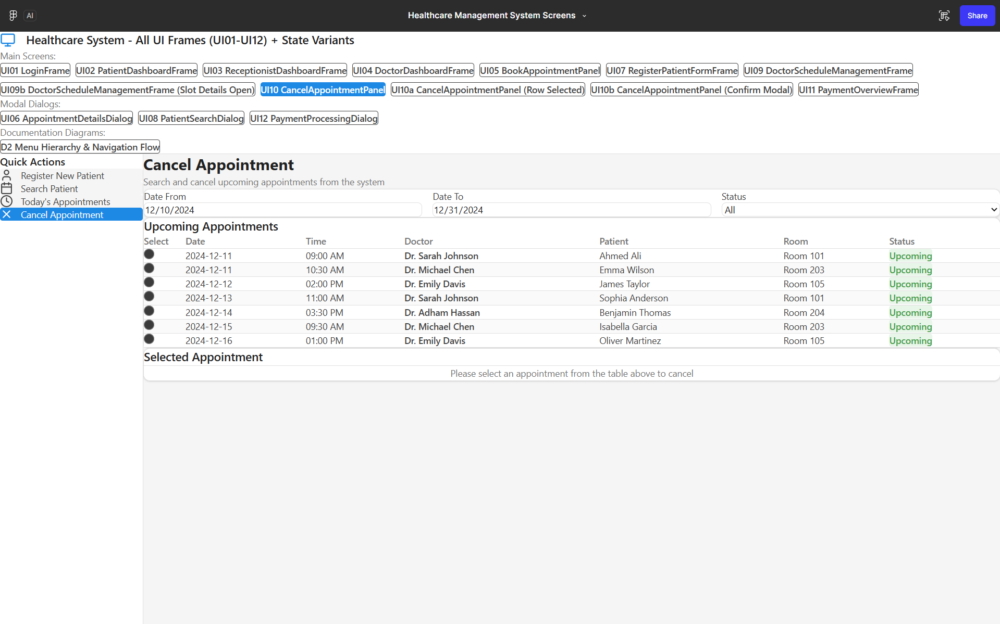 AI
Healthcare Management System Screens
Share
Healthcare System - All UI Frames (UI01-UI12) + State Variants
Main Screens:
UI01 LoginFrame UI02 PatientDashboardFrame UI03 ReceptionistDashboardFrame UI04 DoctorDashboardFrame UI05 BookAppointmentPanel UI07 RegisterPatientFormFrame UI09 DoctorScheduleManagementFrame
UI09b DoctorScheduleManagementFrame (Slot Details Open) UI10 CancelAppointmentPanel UI10a CancelAppointmentPanel (Row Selected) UI10b CancelAppointmentPanel (Confirm Modal) UI11 PaymentOverviewFrame
Modal Dialogs:
UI06 AppointmentDetailsDialog UI08 PatientSearchDialog UI12 PaymentProcessingDialog
Documentation Diagrams:
D2 Menu Hierarchy & Navigation Flow
Quick Actions
Register New Patient
Search Patient
Today's Appointments
Cancel Appointment
Cancel Appointment
Search and cancel upcoming appointments from the system
Date From Date To Status
12/10/2024 12/31/2024 All
Upcoming Appointments
Select Date Time Doctor Patient Room Status
2024-12-11 09:00 AM Dr. Sarah Johnson Ahmed Ali Room 101 Upcoming
2024-12-11 10:30 AM Dr. Michael Chen Emma Wilson Room 203 Upcoming
2024-12-12 02:00 PM Dr. Emily Davis James Taylor Room 105 Upcoming
2024-12-13 11:00 AM Dr. Sarah Johnson Sophia Anderson Room 101 Upcoming
2024-12-14 03:30 PM Dr. Adham Hassan Benjamin Thomas Room 204 Upcoming
2024-12-15 09:30 AM Dr. Michael Chen Isabella Garcia Room 203 Upcoming
2024-12-16 01:00 PM Dr. Emily Davis Oliver Martinez Room 105 Upcoming
Selected Appointment
Please select an appointment from the table above to cancel